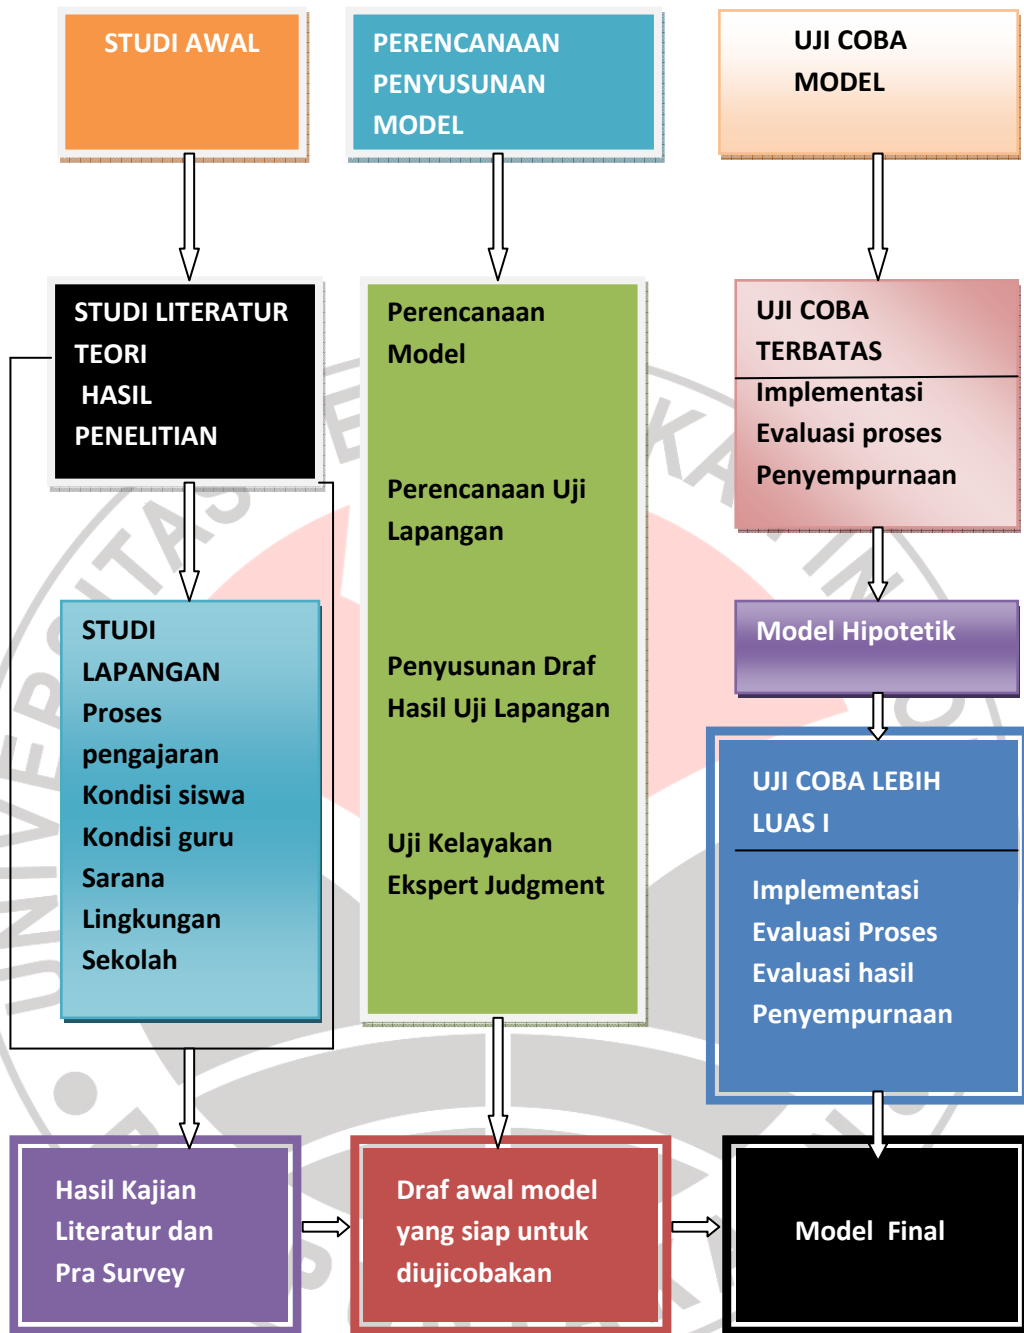 STUDI AWAL
PERENCANAAN
PENYUSUNAN
MODEL
UJI COBA
MODEL
STUDI LITERATUR
TEORI
HASIL
PENELITIAN
STUDI
LAPANGAN
Proses
pengajaran
Kondisi siswa
Kondisi guru
Sarana
Lingkungan
Sekolah
Perencanaan
Model
Perencanaan Uji
Lapangan
Penyusunan Draf
Hasil Uji Lapangan
Uji Kelayakan
Ekspert Judgment
UJI COBA
TERBATAS
Implementasi
Evaluasi proses
Penyempurnaan
Model Hipotetik
UJI COBA LEBIH
LUAS I
Implementasi
Evaluasi Proses
Evaluasi hasil
Penyempurnaan
Hasil Kajian
Literatur dan
Pra Survey
Draf awal model
yang siap untuk
diujicobakan
Model  Final